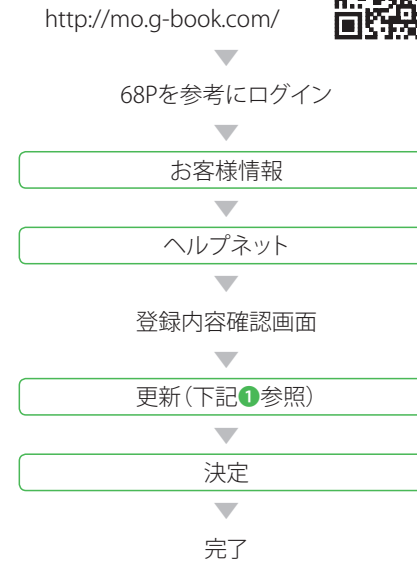 http://mo.g-book.com/
68Pを参考にログイン
お客様情報
ヘルプネット
登録内容確認画面
更新(下記❶参照)
決定
完了